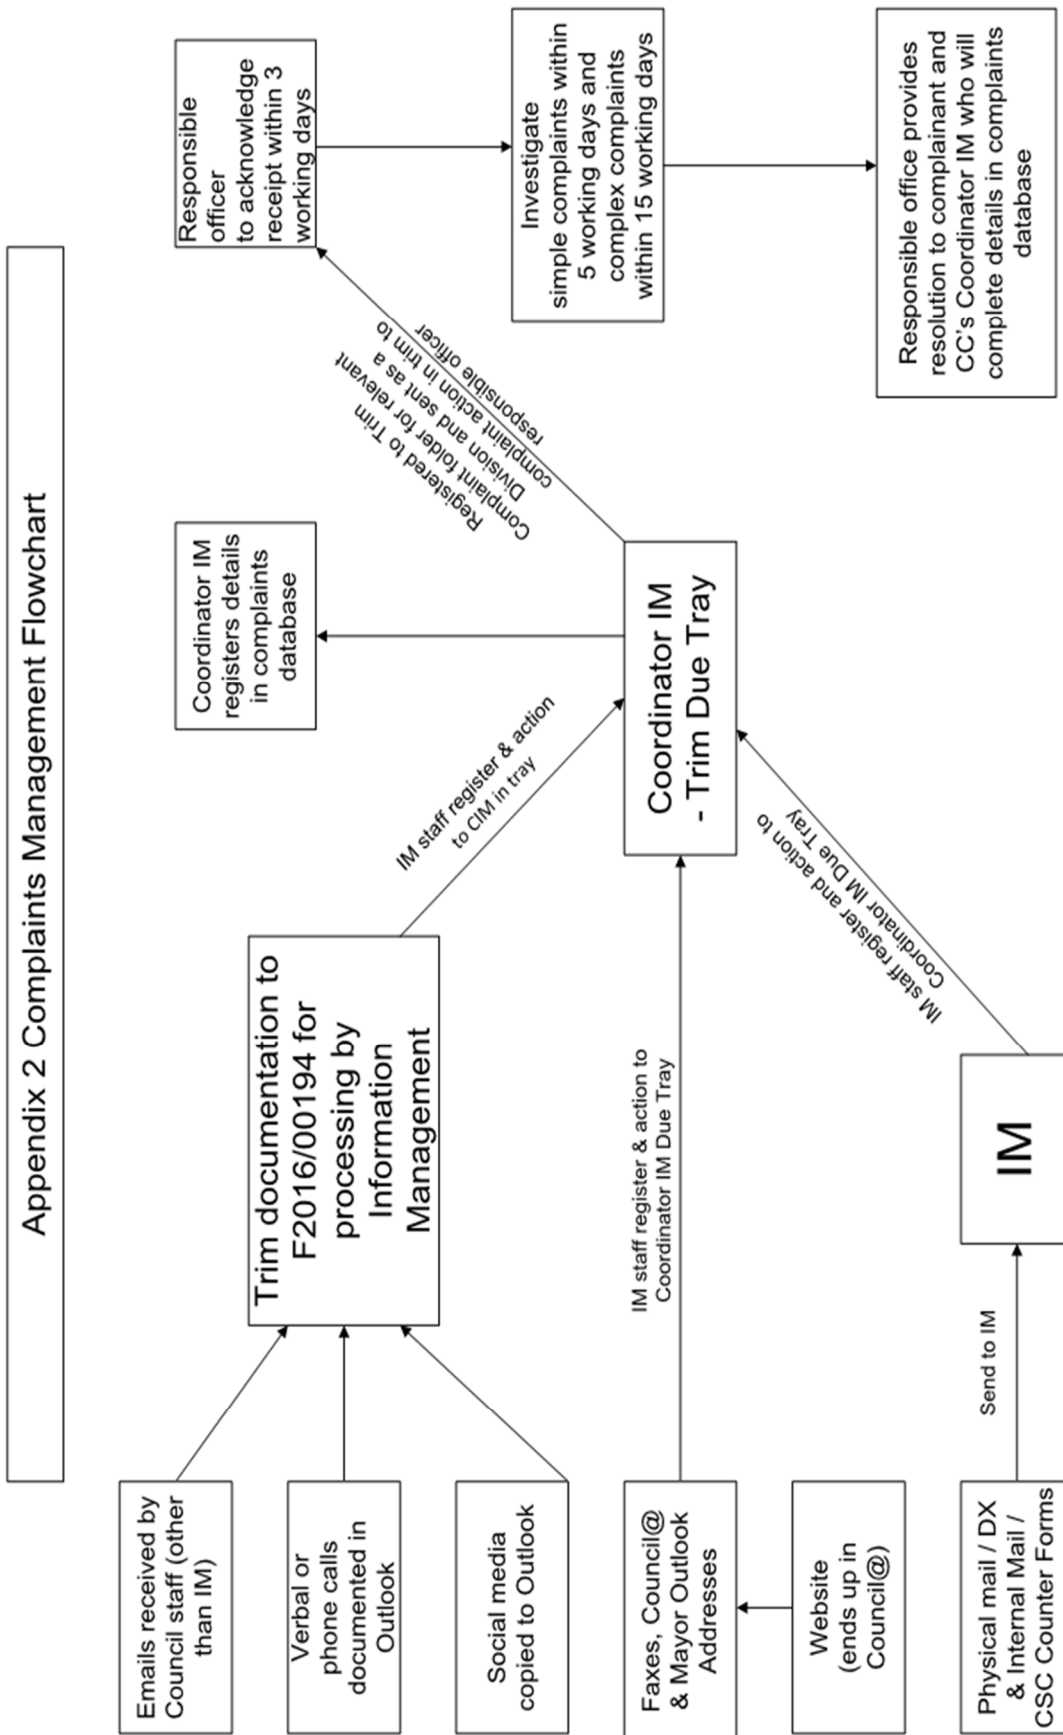 Appendix 2 Complaints Management Flowchart
Emails received by
Council staff (other
than IM)
Verbal or
phone calls
documented in
Outlook
Social media
copied to Outlook
Faxes, Council@
& Mayor Outlook
Addresses
Website
(ends up in
Council@)
Physical mail / DX
& Internal Mail /
CSC Counter Forms
Send to IM
IM
Trim documentation to
F2016/00194 for
processing by
Information
Management
IM staff register & action
to CIM in tray
IM staff register & action to
Coordinator IM Due Tray
IM staff register and action to
Coordinator IM Due Tray
Coordinator IM
- Trim Due Tray
Coordinator IM
registers details
in complaints
database
Registered to Trim
Complaint folder for relevant
Division and sent as a
complaint action in trim to
responsible officer
Responsible
officer
to acknowledge
receipt within 3
working days
Investigate
simple complaints within
5 working days and
complex complaints
within 15 working days
Responsible office provides
resolution to complainant and
CC's Coordinator IM who will
complete details in complaints
database